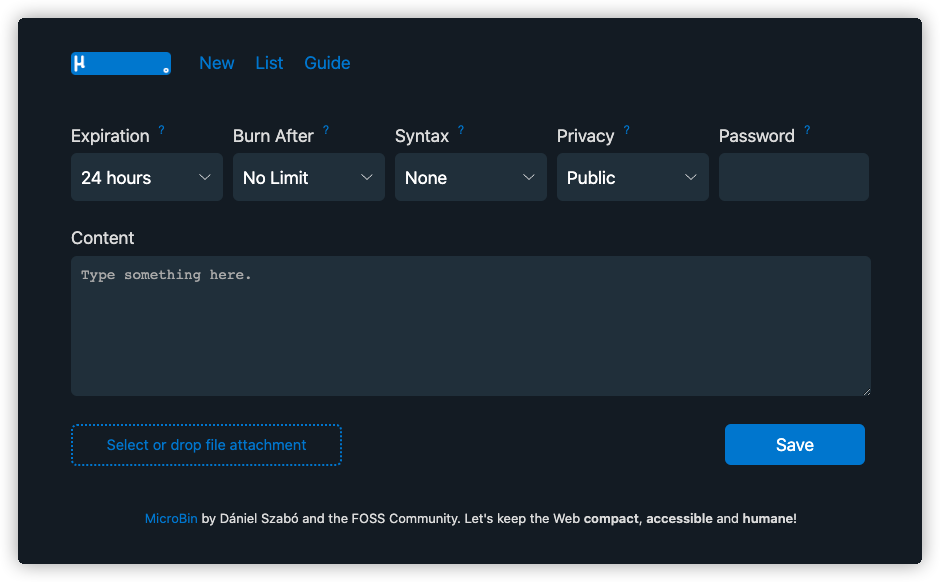 μ New List Guide
Expiration ? Burn After ? Syntax ? Privacy ? Password ?
24 hours No Limit None Public
Content
Type something here.
Select or drop file attachment Save
MicroBin by Dániel Szabó and the FOSS Community. Let's keep the Web compact, accessible and humane!